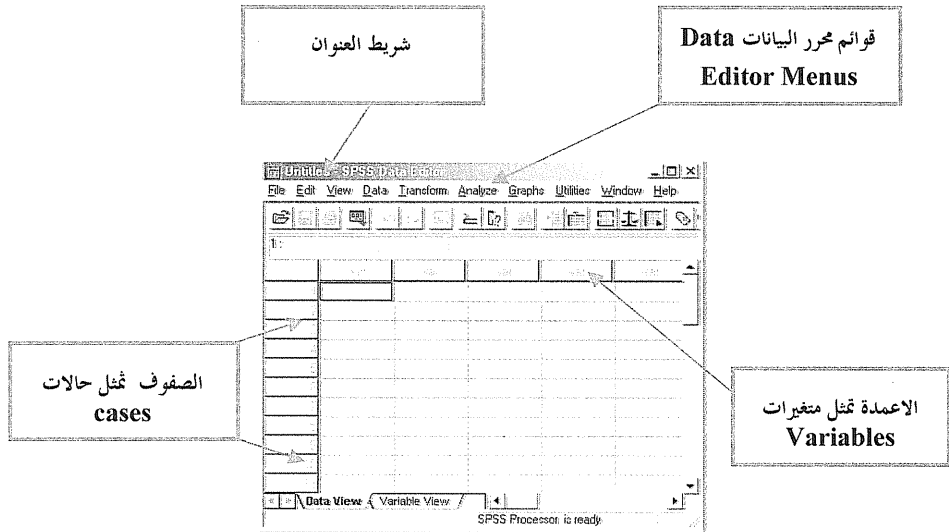 شريط العنوان
قوائم محرر البيانات Data
Editor Menus
Untitled - SPSS Data Editor
File Edit View Data Transform Analyze Graphs Utilities Window Help
1:
الصفوف تمثل حالات
cases
الاعمدة تمثل متغيرات
Variables
Data View Variable View
SPSS Processor is ready